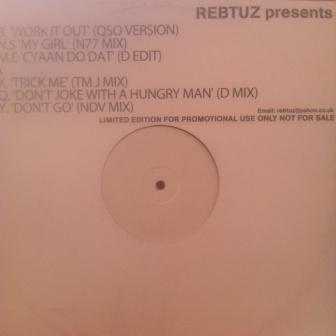 REBTUZ presents
B. 'WORK IT OUT' (QSO VERSION)
N.S 'MY GIRL' (N77 MIX)
M.E 'CYAAN DO DAT' (D EDIT)
K. 'TRICK ME' (TM J MIX)
Q. 'DON'T JOKE WITH A HUNGRY MAN' (D MIX)
Y. 'DON'T GO' (NDV MIX)
Email: rebtuz@yahoo.co.uk
LIMITED EDITION FOR PROMOTIONAL USE ONLY NOT FOR SALE